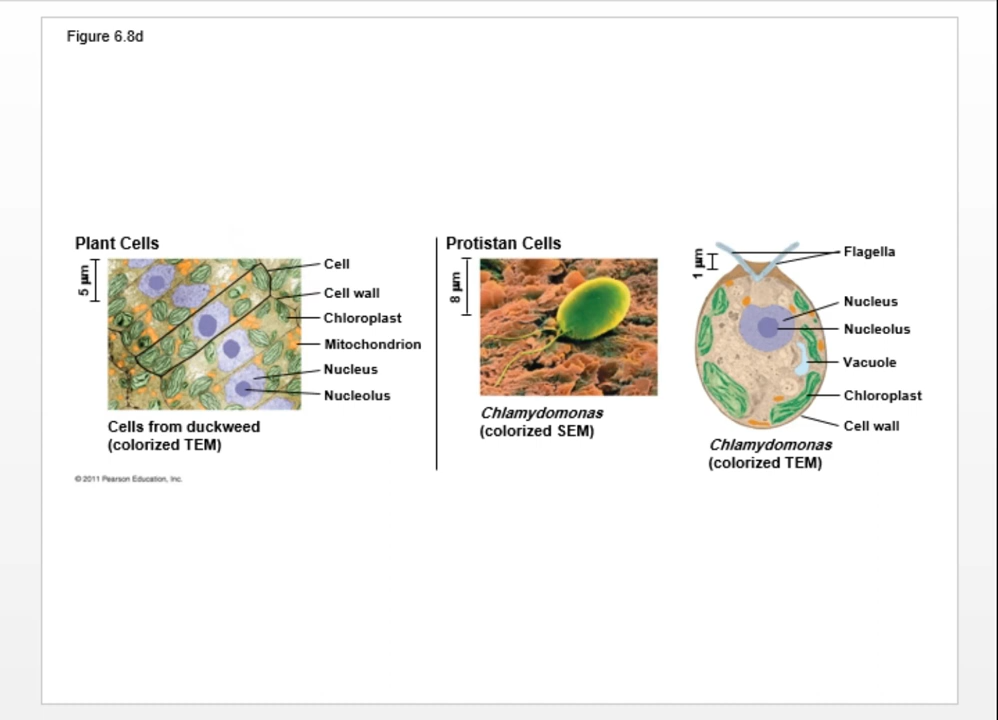 Figure 6.8d
Plant Cells
5 µm
Cell
Cell wall
Chloroplast
Mitochondrion
Nucleus
Nucleolus
Cells from duckweed
(colorized TEM)
Protistan Cells
8 µm
Chlamydomonas
(colorized SEM)
1 µm
Flagella
Nucleus
Nucleolus
Vacuole
Chloroplast
Cell wall
Chlamydomonas
(colorized TEM)
© 2011 Pearson Education, Inc.